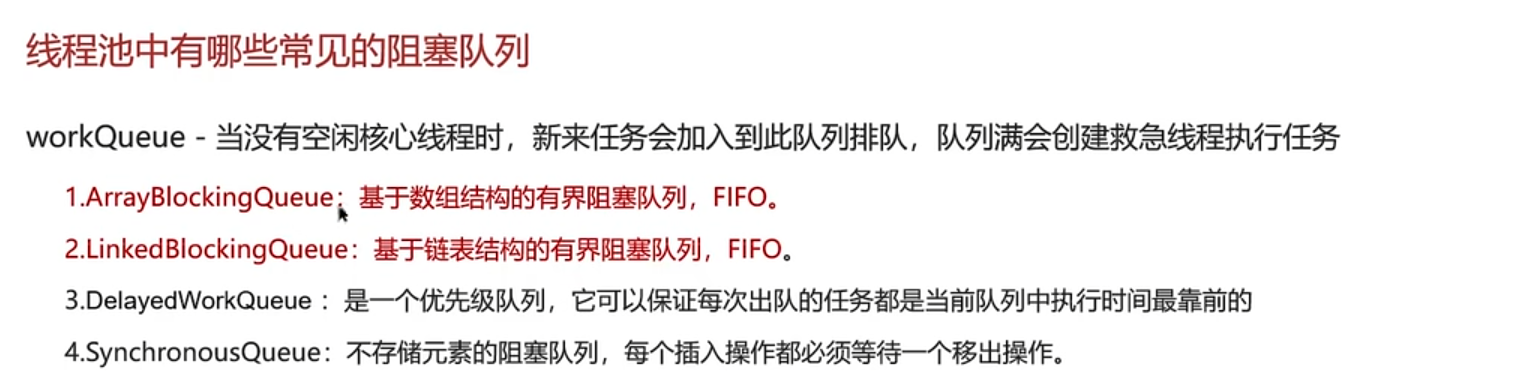 线程池中有哪些常见的阻塞队列
workQueue - 当没有空闲核心线程时，新来任务会加入到此队列排队，队列满会创建救急线程执行任务
1.ArrayBlockingQueue：基于数组结构的有界阻塞队列，FIFO。
2.LinkedBlockingQueue：基于链表结构的有界阻塞队列，FIFO。
3.DelayedWorkQueue ：是一个优先级队列，它可以保证每次出队的任务都是当前队列中执行时间最靠前的
4.SynchronousQueue：不存储元素的阻塞队列，每个插入操作都必须等待一个移出操作。